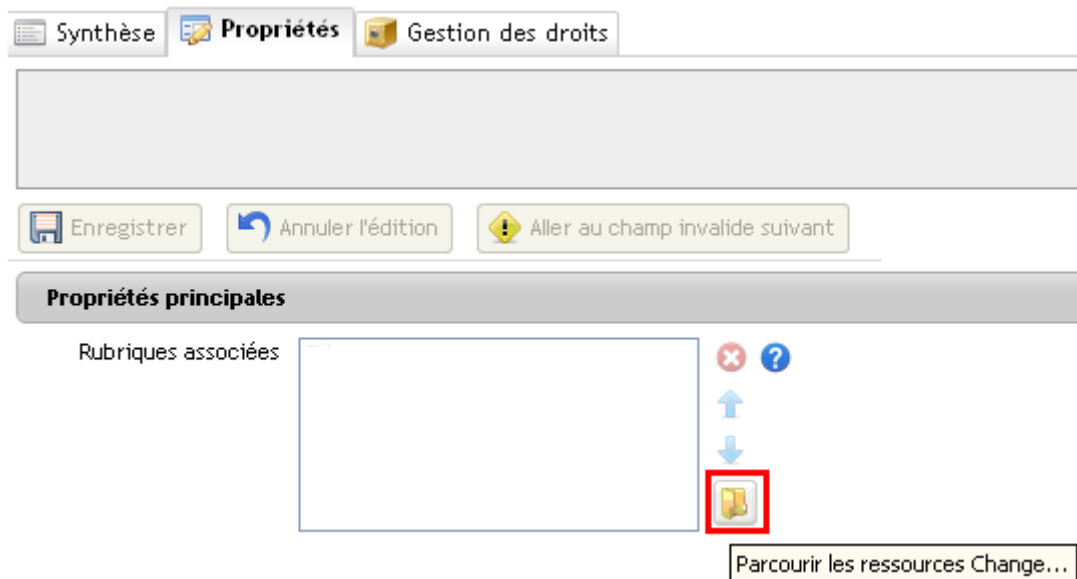 Synthèse Propriétés Gestion des droits
Enregistrer Annuler l'édition Aller au champ invalide suivant
Propriétés principales
Rubriques associées
Parcourir les ressources Change...